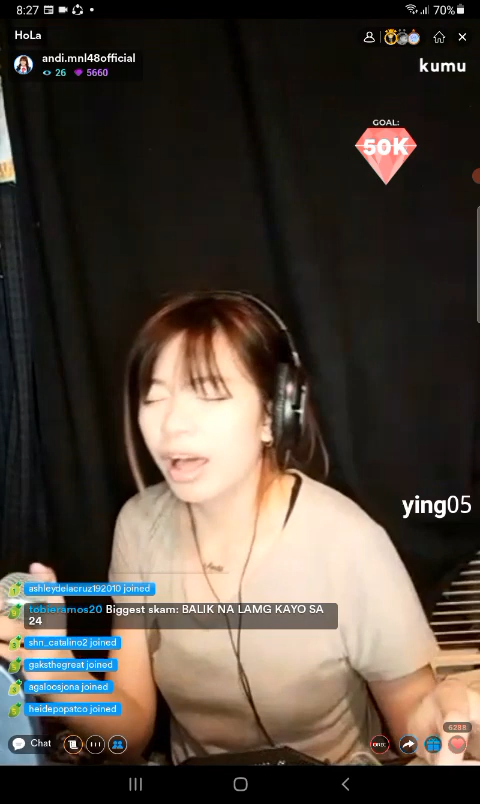 8:27
70%
HoLa
andi.mnl48official
26 5660
kumu
GOAL:
50K
ying05
ashleydelacruz192010 joined
tobieramos20 Biggest skam: BALIK NA LAMG KAYO SA
24
shn_catalino2 joined
gaksthegreat joined
agaloosjona joined
heidepopatco joined
6288
Chat